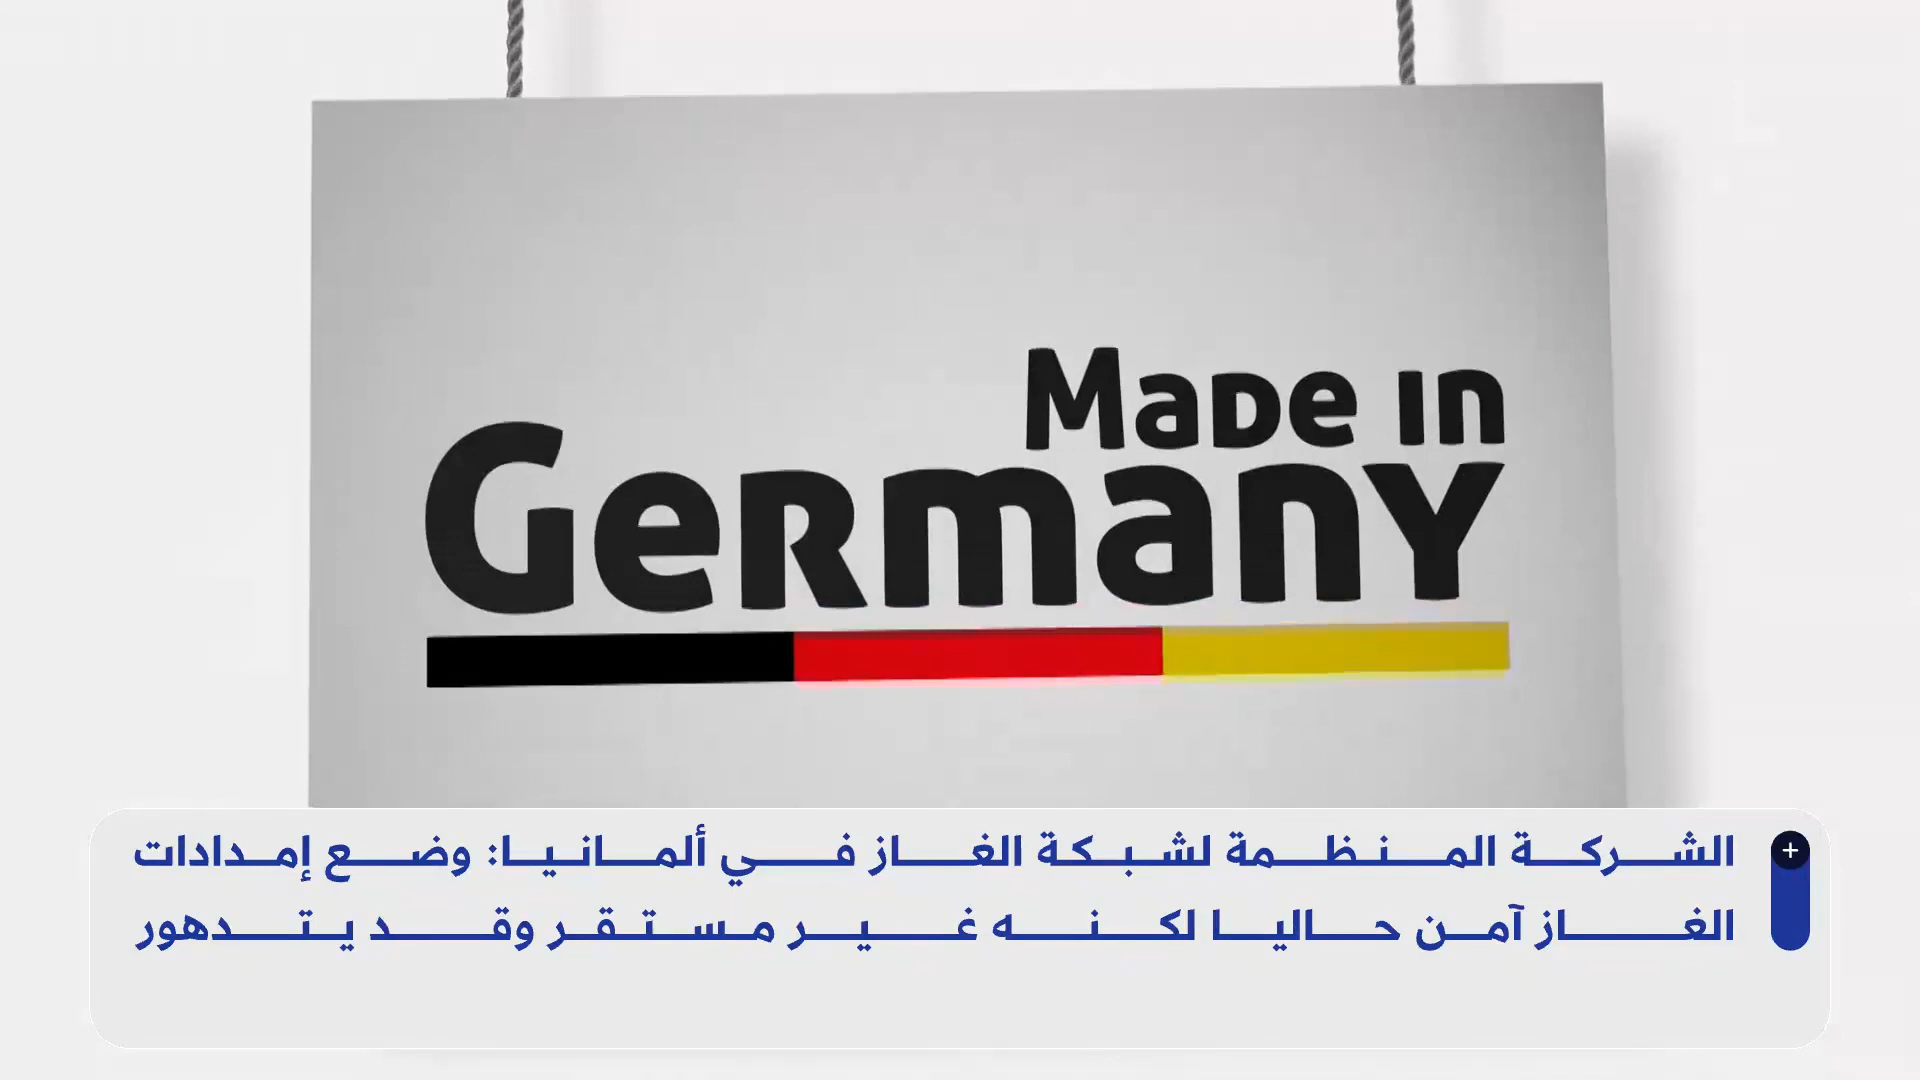 Made in
Germany
الشركة المنظمة لشبكة الغاز في ألمانيا: وضع إمدادات
الغاز آمن حاليا لكنه غير مستقر وقد يتدهور